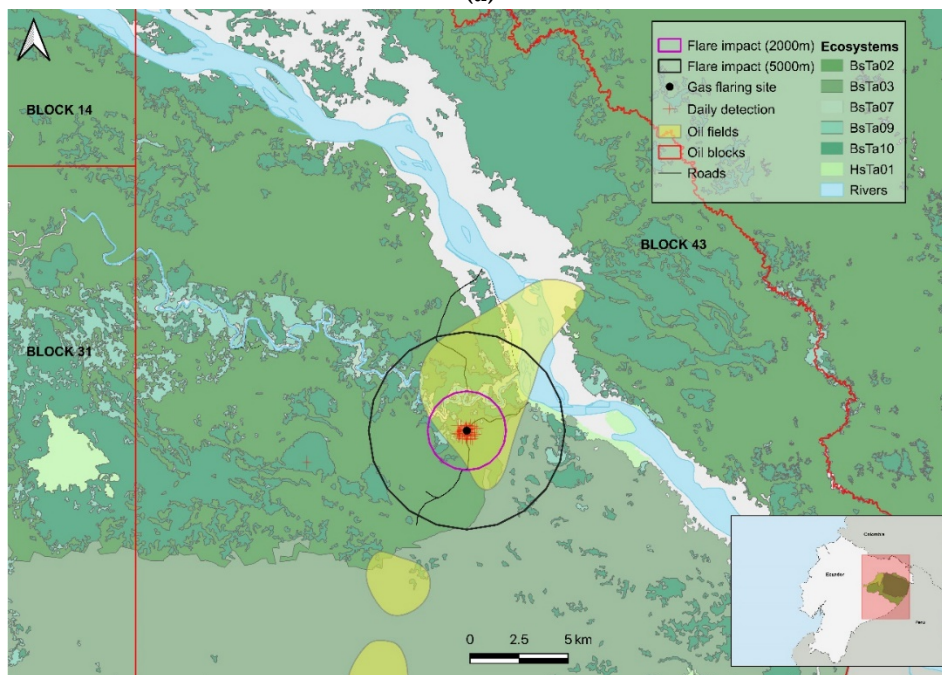 (a)
BLOCK 14
BLOCK 31
BLOCK 43
Flare impact (2000m)
Flare impact (5000m)
Gas flaring site
Daily detection
Oil fields
Oil blocks
Roads
Ecosystems
BsTa02
BsTa03
BsTa07
BsTa09
BsTa10
HsTa01
Rivers
0 2.5 5 km
Colombia
Ecuador
Peru